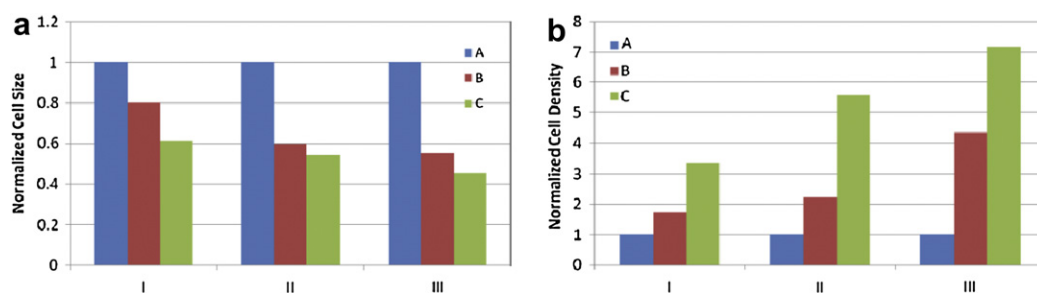 a
Normalized Cell Size
1.2
1
0.8
0.6
0.4
0.2
0
I
II
III
A
B
C
b
Normalized Cell Density
8
7
6
5
4
3
2
1
0
I
II
III
A
B
C